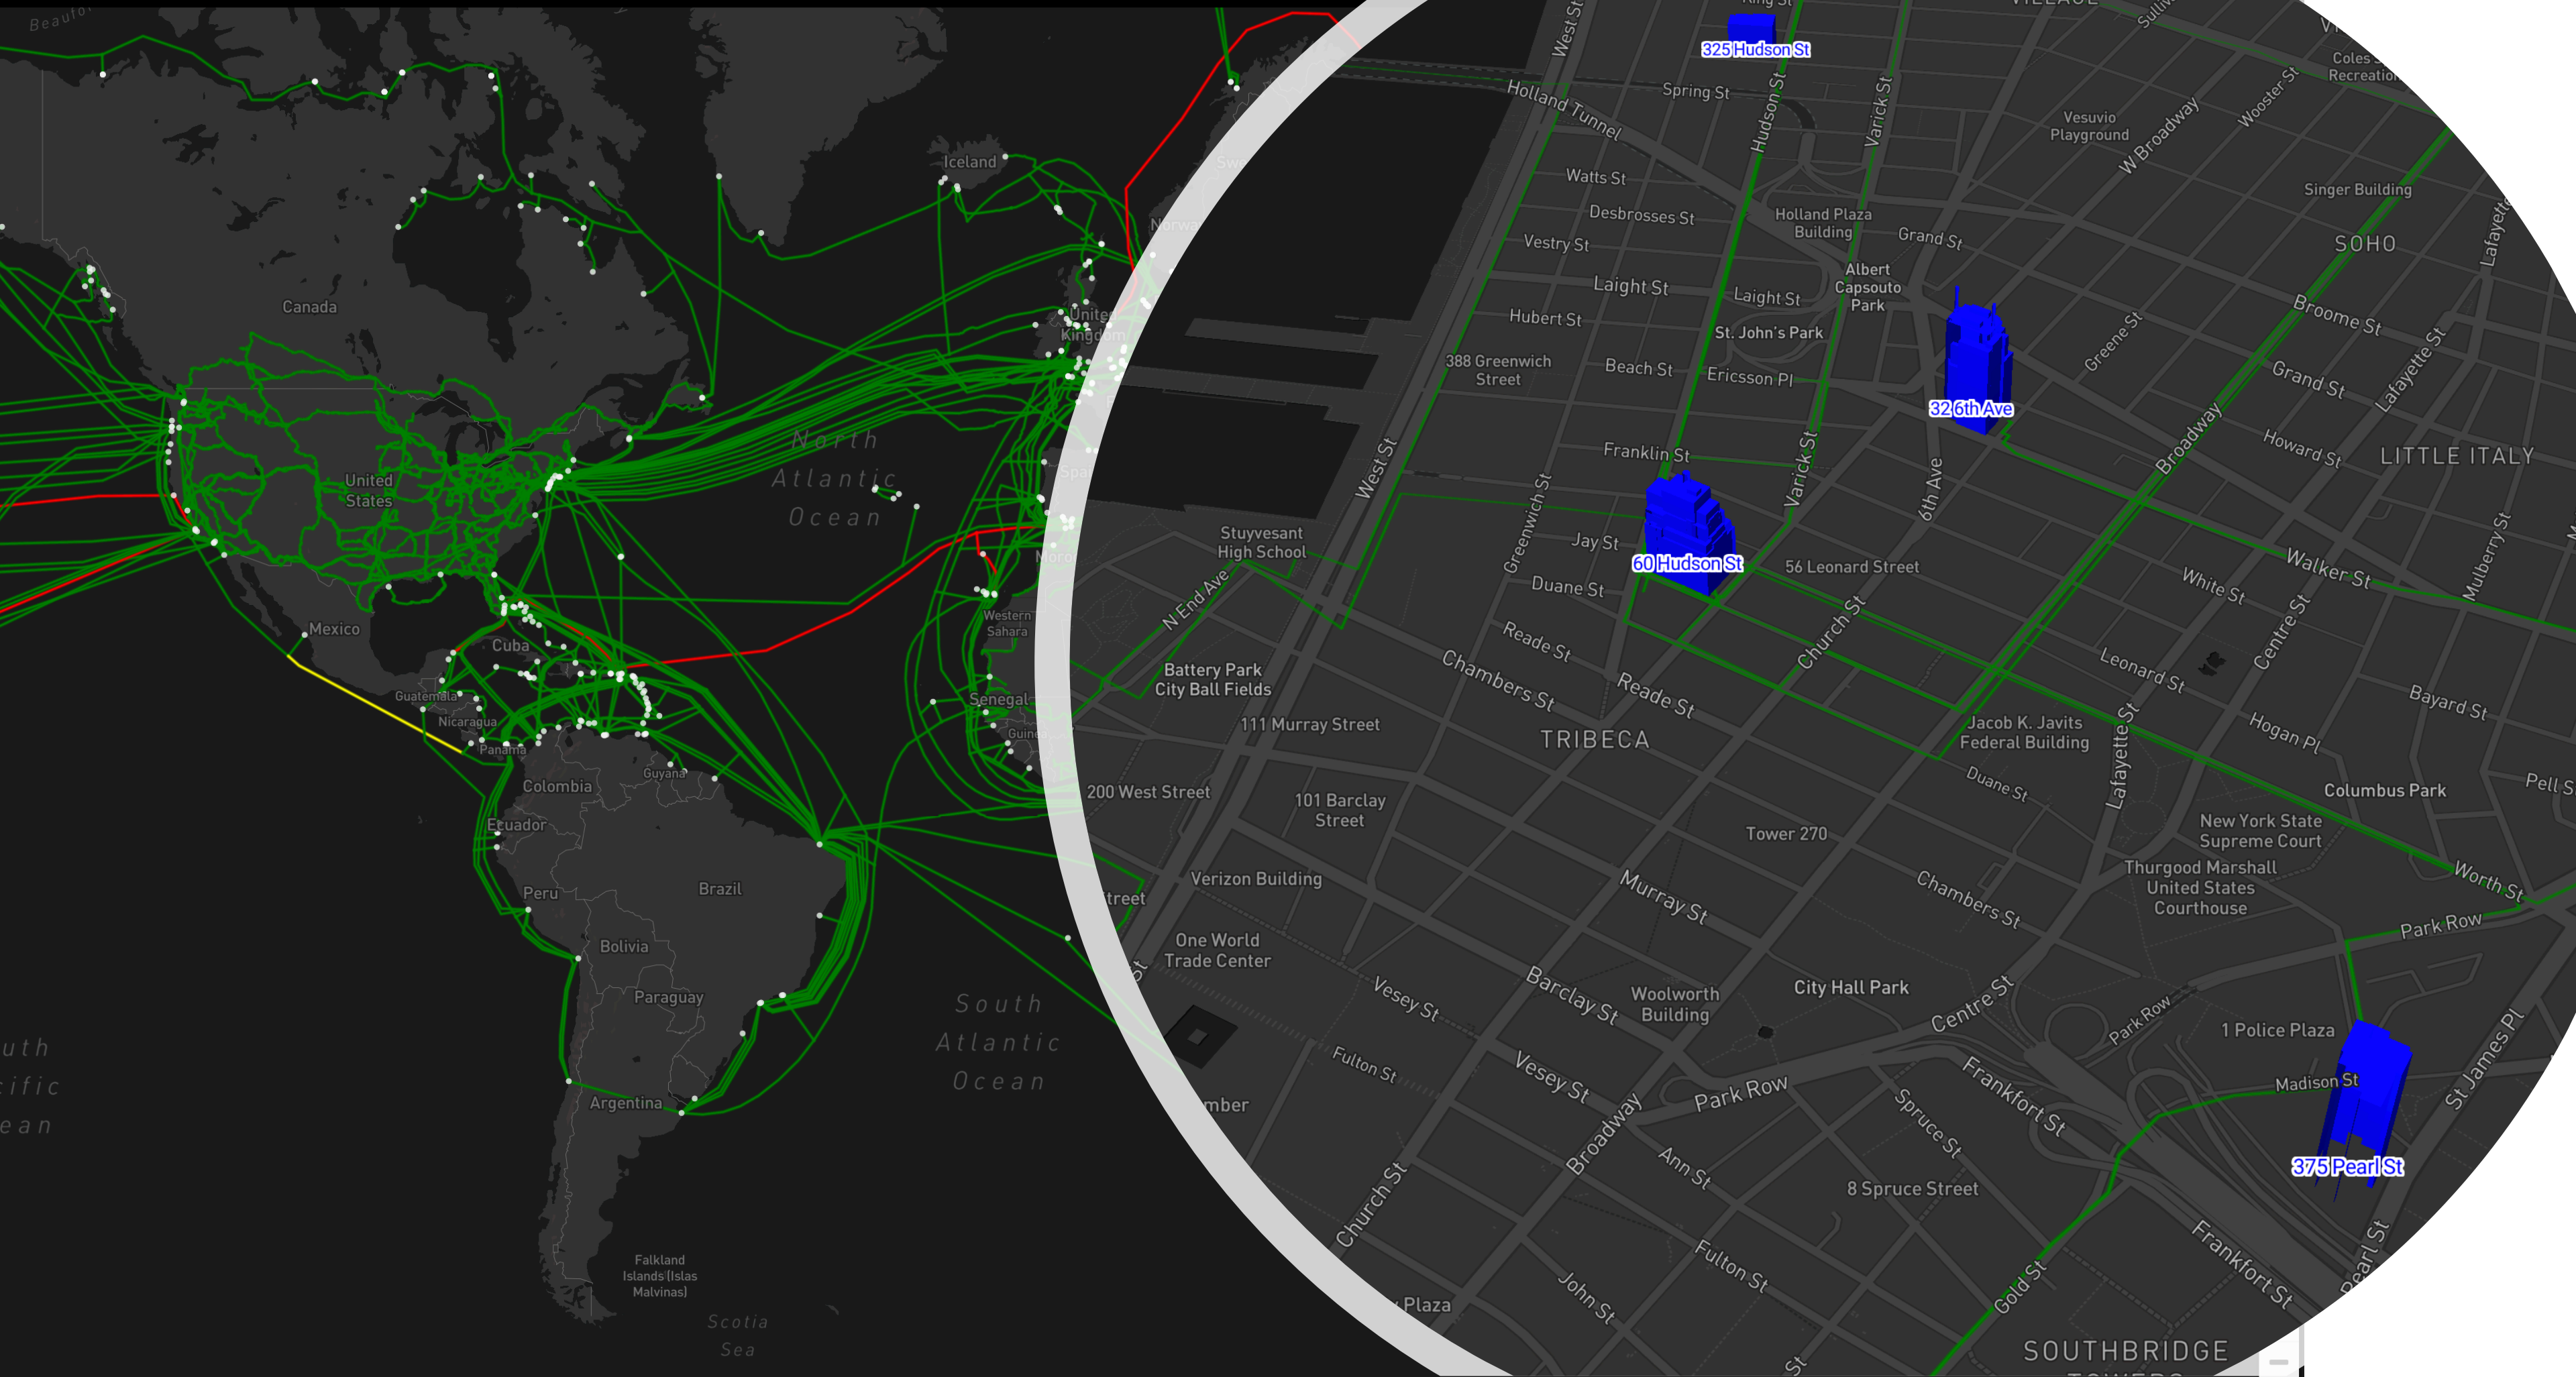 Iceland
Canada
United
Kingdom
United
States
North
Atlantic
Ocean
Mexico
Cuba
Western
Sahara
Guatemala
Nicaragua
Panama
Senegal
Guinea
Colombia
Guyana
Ecuador
Peru
Brazil
Bolivia
Paraguay
Argentina
South
Atlantic
Ocean
Falkland
Islands (Islas
Malvinas)
Scotia
Sea
West St
325 Hudson St
Holland Tunnel
Spring St
Hudson St
Varick St
Vesuvio
Playground
W Broadway
Wooster St
Watts St
Desbrosses St
Holland Plaza
Building
Grand St
Singer Building
SOHO
Vestry St
Albert
Capsouto
Park
Laight St
Laight St
Hubert St
St. John's Park
388 Greenwich
Street
Beach St
Ericsson Pl
32 6th Ave
Greene St
Broome St
Grand St
Lafayette St
Howard St
LITTLE ITALY
Broadway
Franklin St
Varick St
6th Ave
West St
Greenwich St
Stuyvesant
High School
Jay St
60 Hudson St
56 Leonard Street
Walker St
Mulberry St
N End Ave
Duane St
Reade St
Church St
White St
Centre St
Battery Park
City Ball Fields
Chambers St
Reade St
Leonard St
Bayard St
111 Murray Street
TRIBECA
Jacob K. Javits
Federal Building
Hogan Pl
Lafayette St
Duane St
200 West Street
101 Barclay
Street
Tower 270
Columbus Park
New York State
Supreme Court
Verizon Building
Murray St
Chambers St
Thurgood Marshall
United States
Courthouse
Worth St
Park Row
One World
Trade Center
Vesey St
Barclay St
Woolworth
Building
City Hall Park
Centre St
Park Row
1 Police Plaza
Fulton St
Vesey St
Park Row
Frankfort St
Madison St
St James Pl
Broadway
Spruce St
Ann St
375 Pearl St
8 Spruce Street
Church St
Fulton St
John St
Gold St
Frankfort St
Pearl St
Plaza
St
SOUTHBRIDGE
TOWERS